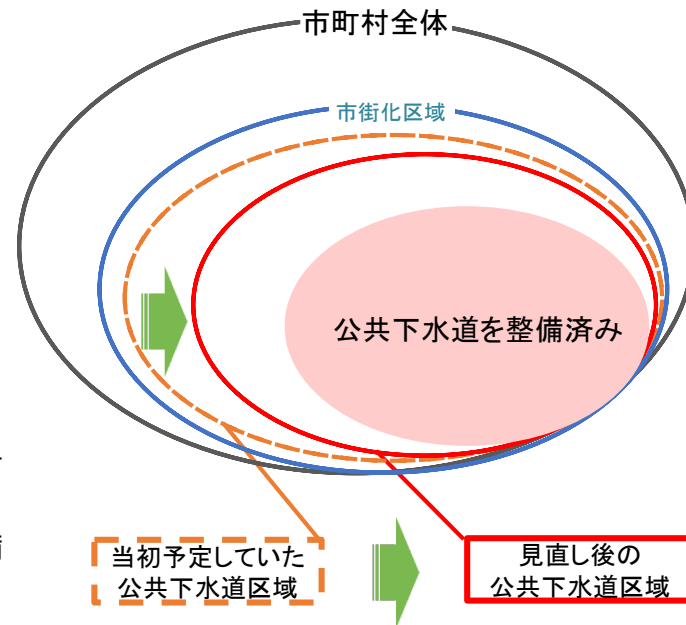 市町村全体
市街化区域
公共下水道を整備済み
当初予定していた
公共下水道区域
見直し後の
公共下水道区域